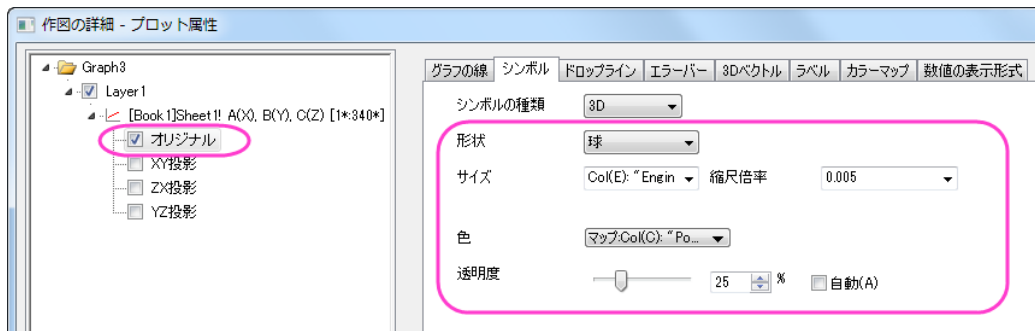 作図の詳細 - プロット属性
Graph3
Layer1
[Book1]Sheet1! A(X), B(Y), C(Z) [1*:340*]
オリジナル
XY投影
ZX投影
YZ投影
グラフの線 シンボル ドロップライン エラーバー 3Dベクトル ラベル カラーマップ 数値の表示形式
シンボルの種類 3D
形状 球
サイズ Col(E): "Engin 縮尺倍率 0.005
色 マップ:Col(C): "Po...
透明度 25 % 自動(A)